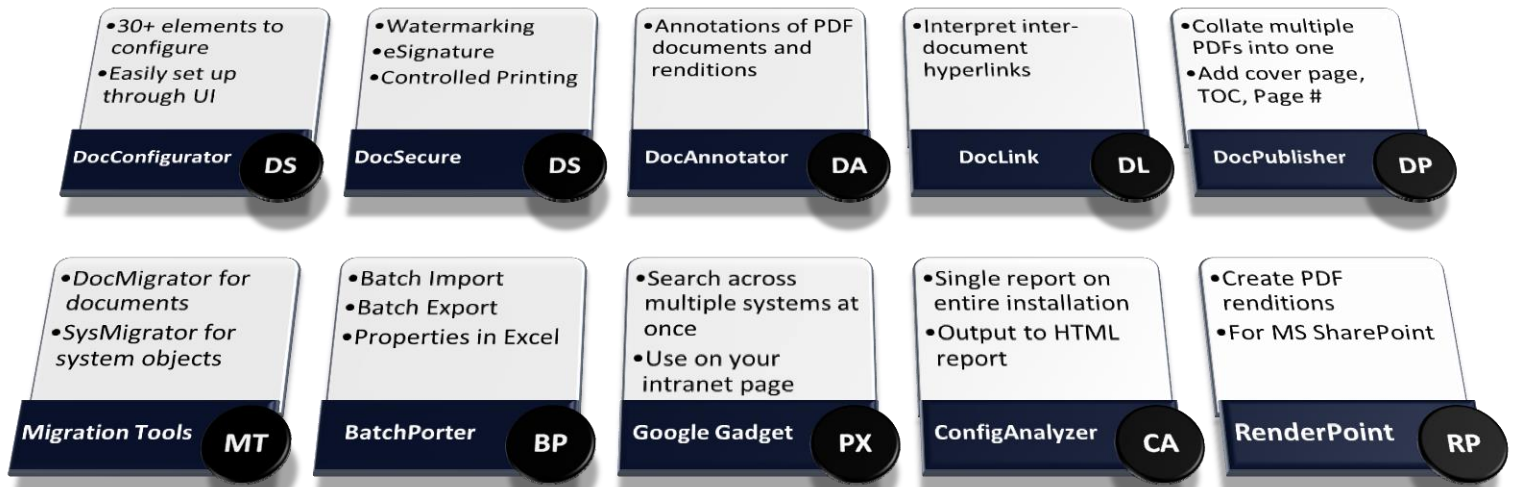 •30+ elements to
configure
•Easily set up
through UI
DocConfigurator
DS
•Watermarking
•eSignature
•Controlled Printing
DocSecure
DS
•Annotations of PDF
documents and
renditions
DocAnnotator
DA
•Interpret inter-
document
hyperlinks
DocLink
DL
•Collate multiple
PDFs into one
•Add cover page,
TOC, Page #
DocPublisher
DP
•DocMigrator for
documents
•SysMigrator for
system objects
Migration Tools
MT
•Batch Import
•Batch Export
•Properties in Excel
BatchPorter
BP
•Search across
multiple systems at
once
•Use on your
intranet page
Google Gadget
PX
•Single report on
entire installation
•Output to HTML
report
ConfigAnalyzer
CA
•Create PDF
renditions
•For MS SharePoint
RenderPoint
RP